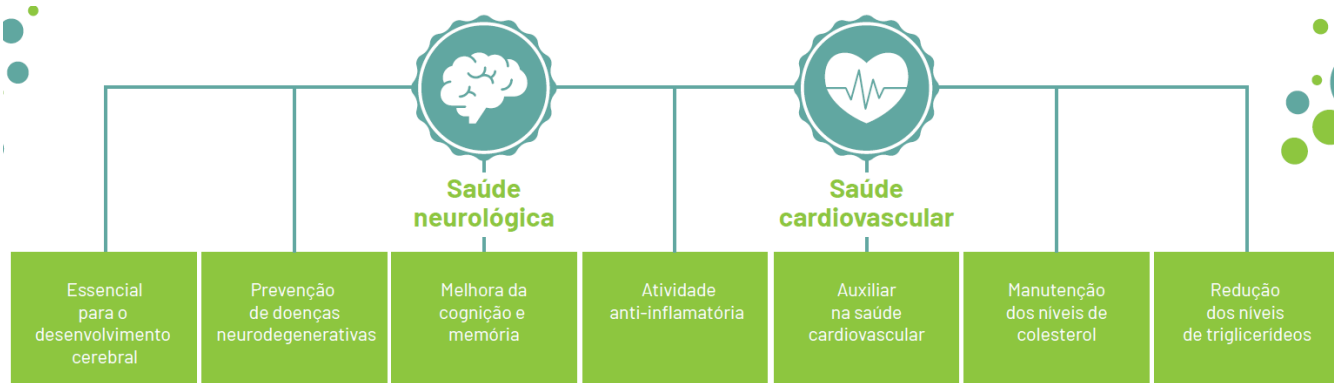 Saúde
neurológica
Saúde
cardiovascular
Essencial
para o
desenvolvimento
cerebral
Prevenção
de doenças
neurodegenerativas
Melhora da
cognição e
memória
Atividade
anti-inflamatória
Auxiliar
na saúde
cardiovascular
Manutenção
dos níveis de
colesterol
Redução
dos níveis
de triglicerídeos